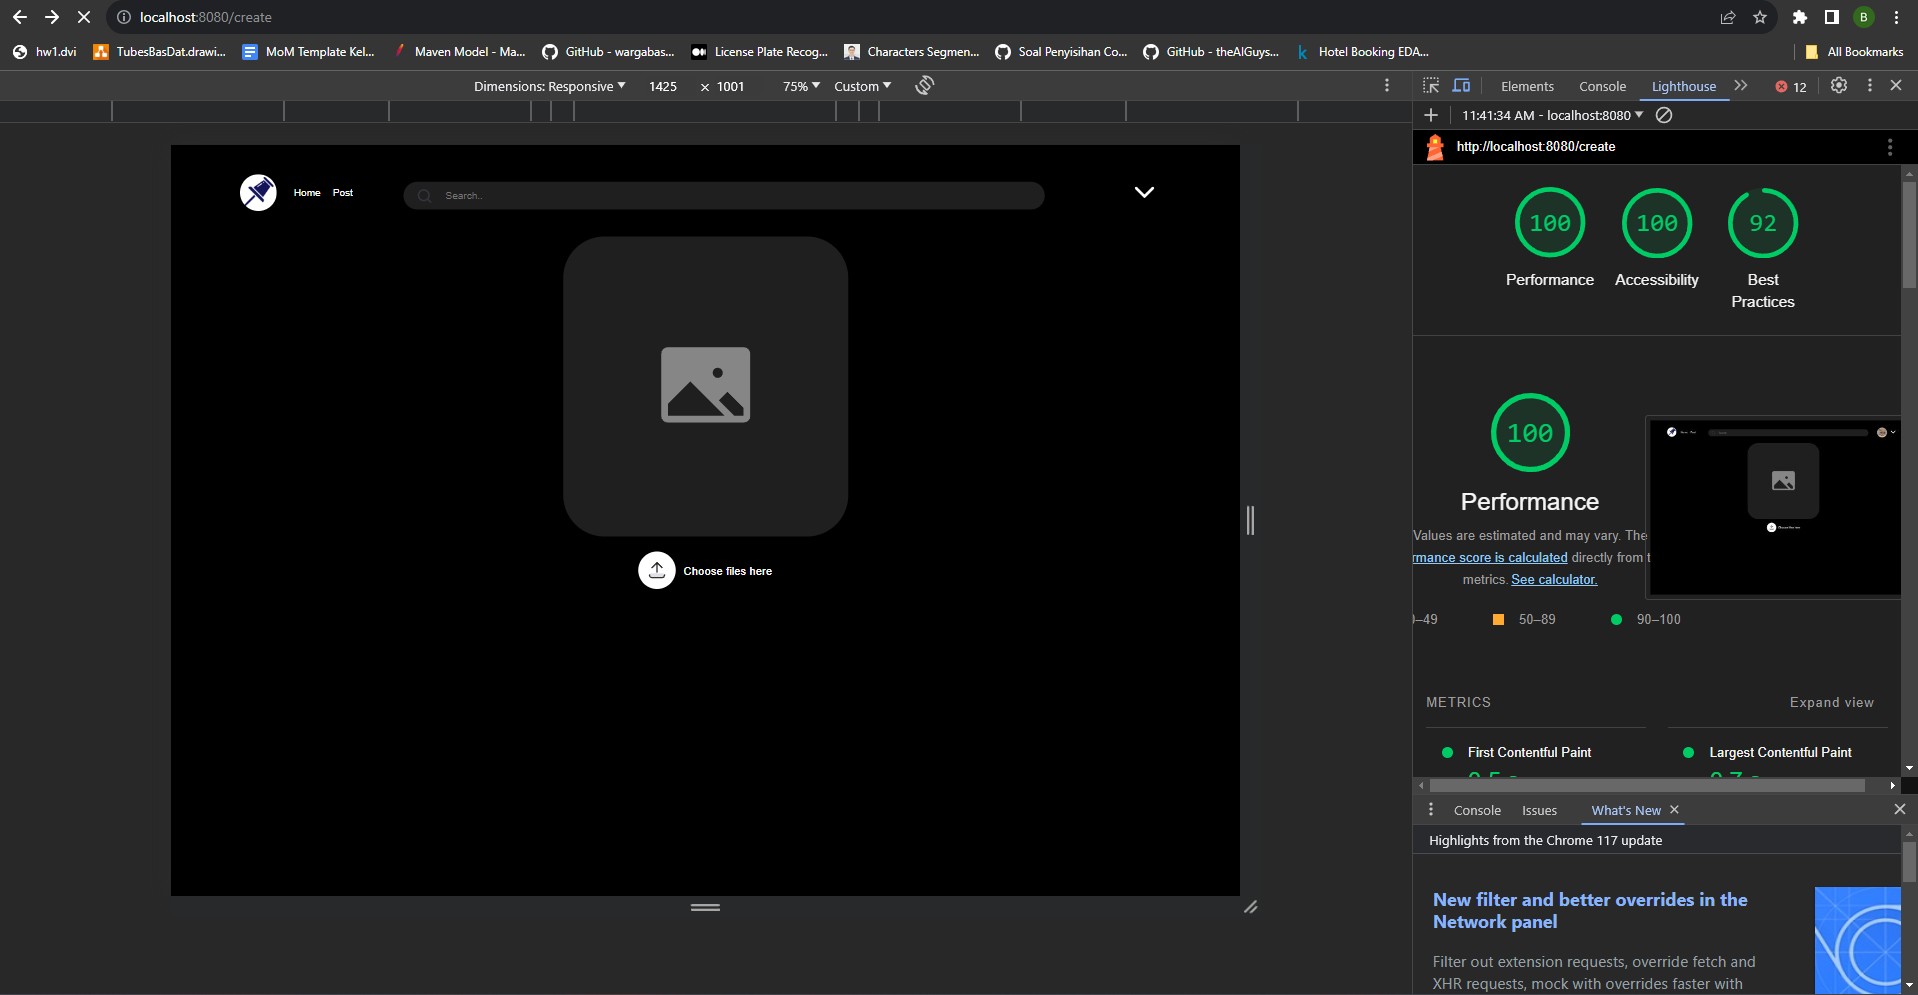 localhost:8080/create
B
hw1.dvi
TubesBasDat.drawi...
MoM Template Kel...
Maven Model - Ma...
GitHub - wargabas...
License Plate Recog...
Characters Segmen...
Soal Penyisihan Co...
GitHub - theAIGuys...
Hotel Booking EDA...
All Bookmarks
Dimensions: Responsive
1425 × 1001
75%
Custom
Elements
Console
Lighthouse
12
11:41:34 AM - localhost:8080
http://localhost:8080/create
Home
Post
Search..
Choose files here
100
100
92
Performance
Accessibility
Best
Practices
100
Performance
Values are estimated and may vary. The
rmance score is calculated directly from t
metrics. See calculator.
–49
50–89
90–100
METRICS
Expand view
First Contentful Paint
Largest Contentful Paint
Console
Issues
What's New
Highlights from the Chrome 117 update
New filter and better overrides in the
Network panel
Filter out extension requests, override fetch and
XHR requests, mock with overrides faster with